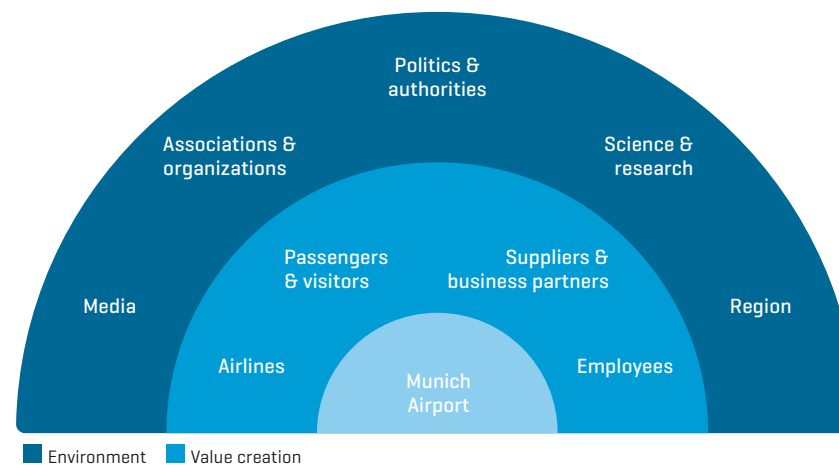 Politics &
authorities
Associations &
organizations
Science &
research
Passengers
& visitors
Suppliers &
business partners
Media
Region
Airlines
Employees
Munich
Airport
Environment
Value creation